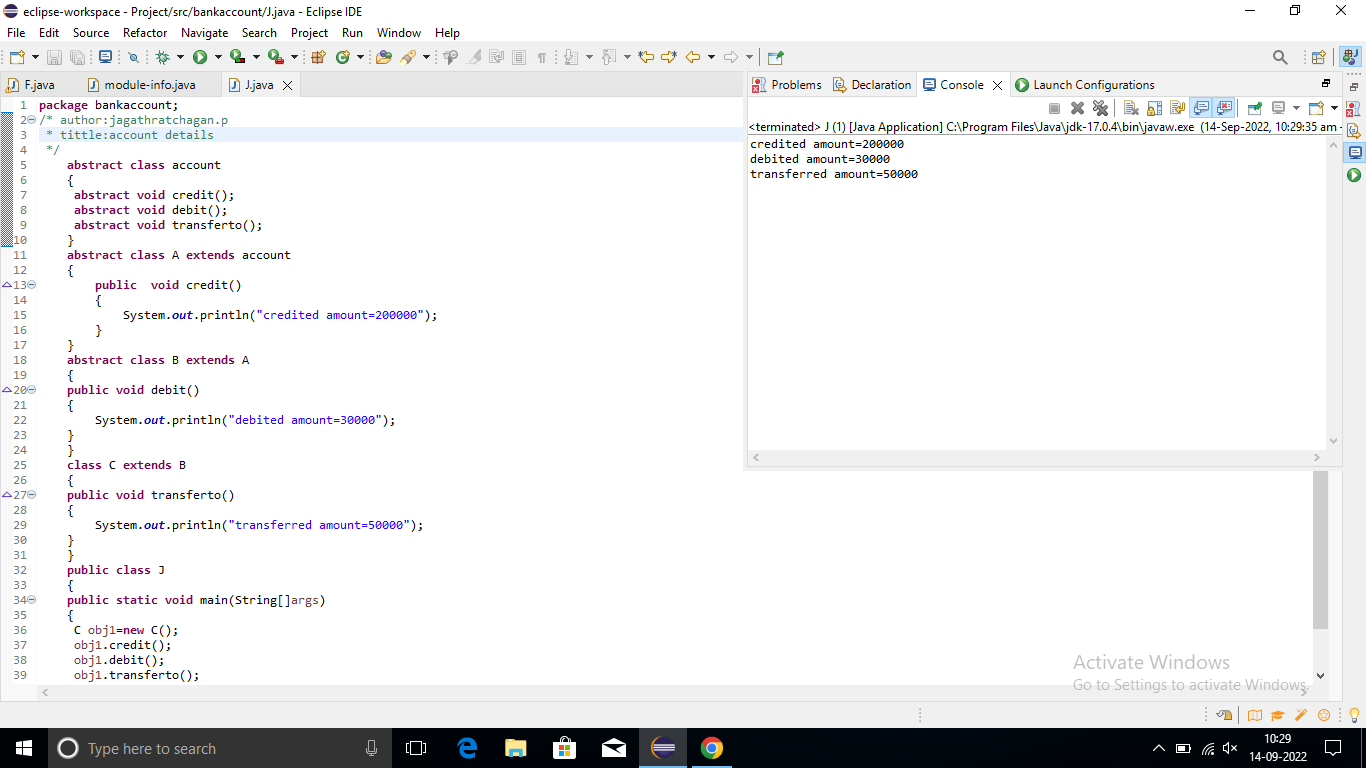 eclipse-workspace - Project/src/bankaccount/J.java - Eclipse IDE
File Edit Source Refactor Navigate Search Project Run Window Help
F.java module-info.java J.java
1 package bankaccount;
2 /* author:jagathratchagan.p
3 * tittle:account details
4 */
5 abstract class account
6 {
7 abstract void credit();
8 abstract void debit();
9 abstract void transferto();
10 }
11 abstract class A extends account
12 {
13 public  void credit()
14 {
15 System.out.println("credited amount=200000");
16 }
17 }
18 abstract class B extends A
19 {
20 public void debit()
21 {
22 System.out.println("debited amount=30000");
23 }
24 }
25 class C extends B
26 {
27 public void transferto()
28 {
29 System.out.println("transferred amount=50000");
30 }
31 }
32 public class J
33 {
34 public static void main(String[]args)
35 {
36 C obj1=new C();
37 obj1.credit();
38 obj1.debit();
39 obj1.transferto();
Problems Declaration Console Launch Configurations
<terminated> J (1) [Java Application] C:\Program Files\Java\jdk-17.0.4\bin\javaw.exe (14-Sep-2022, 10:29:35 am -
credited amount=200000
debited amount=30000
transferred amount=50000
Activate Windows
Go to Settings to activate Windows.
Type here to search
10:29
14-09-2022